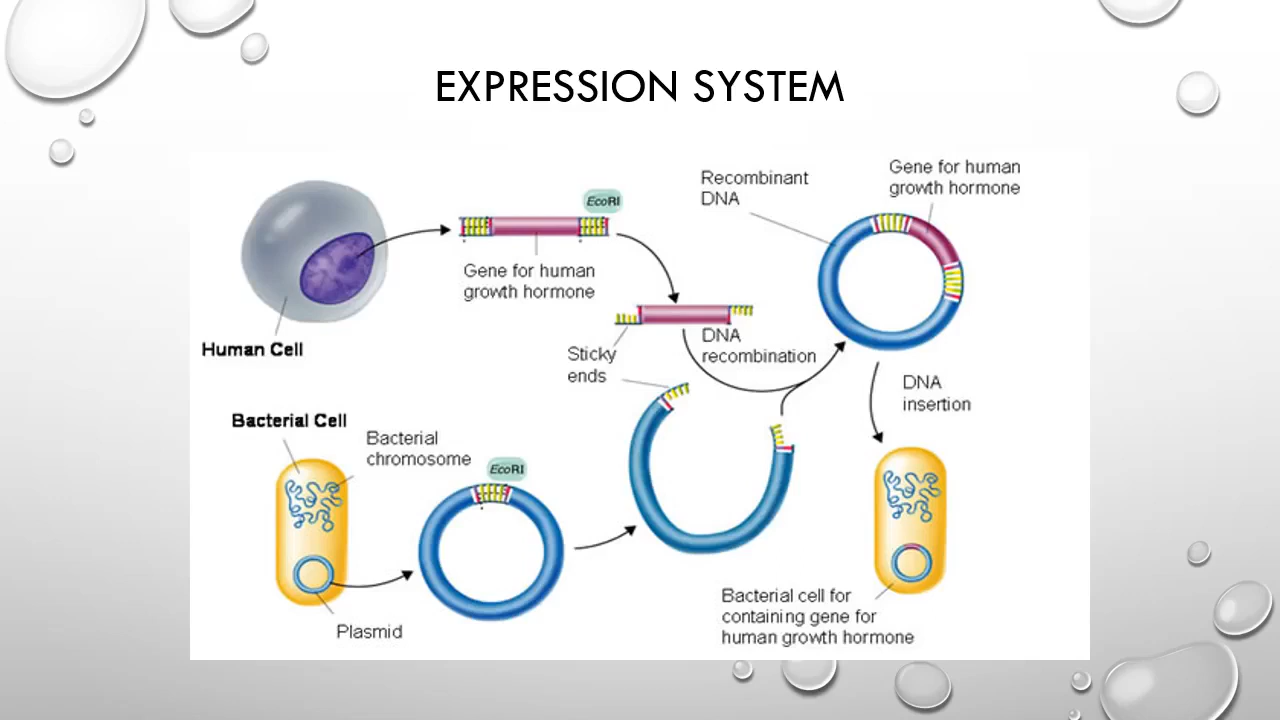 EXPRESSION SYSTEM
Recombinant
DNA
Gene for human
growth hormone
EcoRI
Gene for human
growth hormone
Human Cell
Sticky
ends
DNA
recombination
DNA
insertion
Bacterial Cell
Bacterial
chromosome
EcoRI
Plasmid
Bacterial cell for
containing gene for
human growth hormone